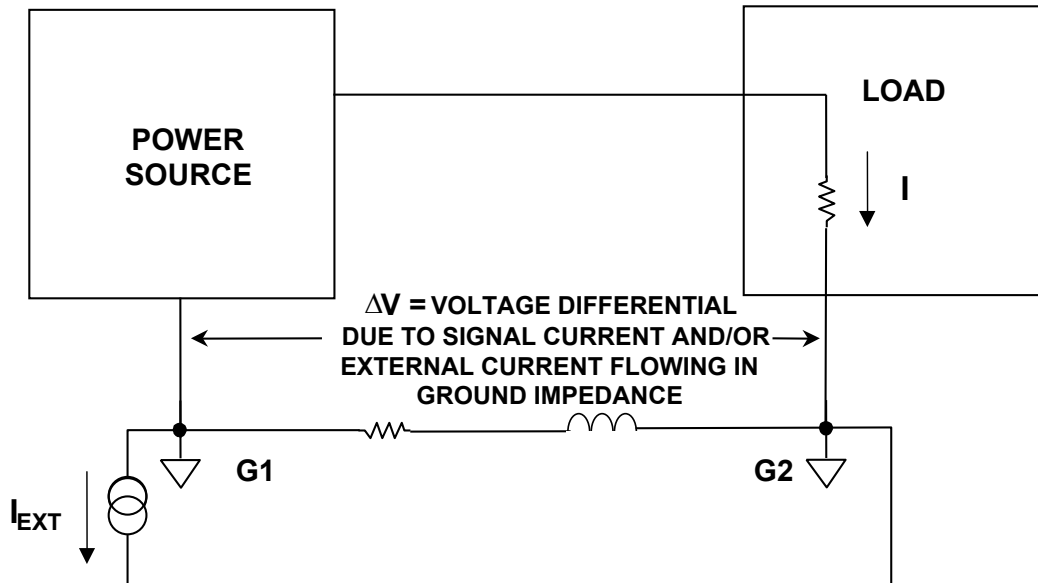 POWER
SOURCE
LOAD
I
ΔV = VOLTAGE DIFFERENTIAL
DUE TO SIGNAL CURRENT AND/OR
EXTERNAL CURRENT FLOWING IN
GROUND IMPEDANCE
G1
G2
IEXT